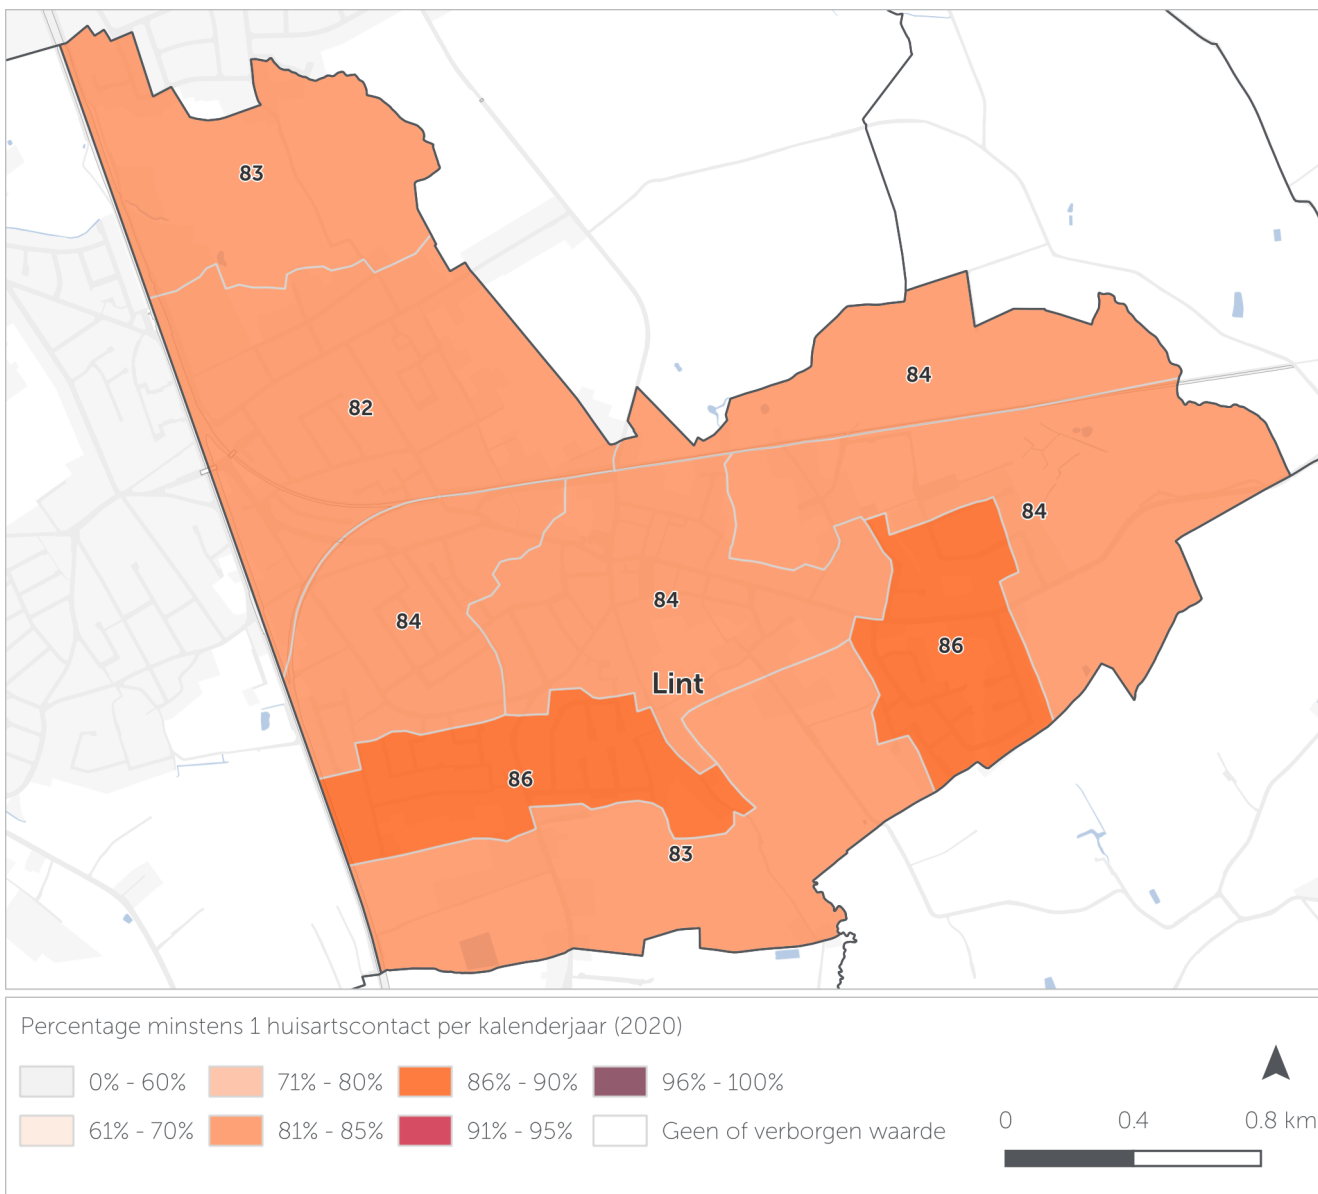 83
82
84
84
84
84
Lint
86
86
83
Percentage minstens 1 huisartscontact per kalenderjaar (2020)
0% - 60%
71% - 80%
86% - 90%
96% - 100%
61% - 70%
81% - 85%
91% - 95%
Geen of verborgen waarde
0 0.4 0.8 km